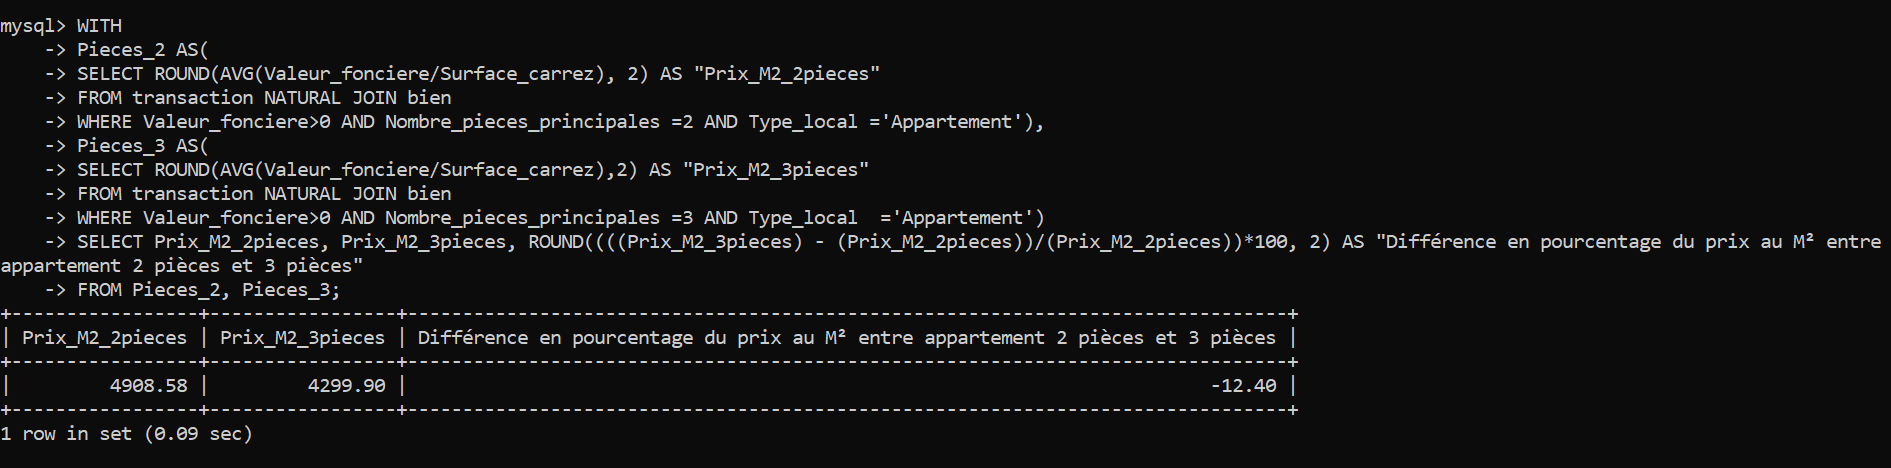 mysql> WITH
    -> Pieces_2 AS(
    -> SELECT ROUND(AVG(Valeur_fonciere/Surface_carrez), 2) AS "Prix_M2_2pieces"
    -> FROM transaction NATURAL JOIN bien
    -> WHERE Valeur_fonciere>0 AND Nombre_pieces_principales =2 AND Type_local ='Appartement'),
    -> Pieces_3 AS(
    -> SELECT ROUND(AVG(Valeur_fonciere/Surface_carrez),2) AS "Prix_M2_3pieces"
    -> FROM transaction NATURAL JOIN bien
    -> WHERE Valeur_fonciere>0 AND Nombre_pieces_principales =3 AND Type_local  ='Appartement')
    -> SELECT Prix_M2_2pieces, Prix_M2_3pieces, ROUND((((Prix_M2_3pieces) - (Prix_M2_2pieces))/(Prix_M2_2pieces))*100, 2) AS "Différence en pourcentage du prix au M² entre
appartement 2 pièces et 3 pièces"
    -> FROM Pieces_2, Pieces_3;
+-----------------+-----------------+--------------------------------------------------------------------------------+
| Prix_M2_2pieces | Prix_M2_3pieces | Différence en pourcentage du prix au M² entre appartement 2 pièces et 3 pièces |
+-----------------+-----------------+--------------------------------------------------------------------------------+
|         4908.58 |         4299.90 |                                                                         -12.40 |
+-----------------+-----------------+--------------------------------------------------------------------------------+
1 row in set (0.09 sec)